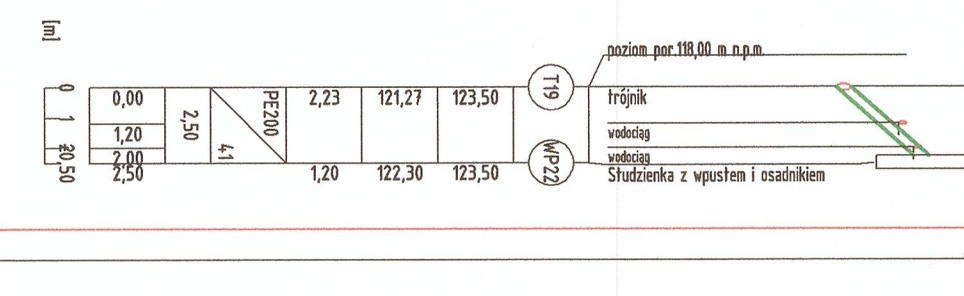 [m]
poziom por.118,00 m n.p.m.
0
0,00
2,50
PE200
41
2,23
121,27
123,50
T19
trójnik
1
1,20
wodociąg
2
2,00
wodociąg
0,50
2,50
1,20
122,30
123,50
WP22
Studzienka z wpustem i osadnikiem